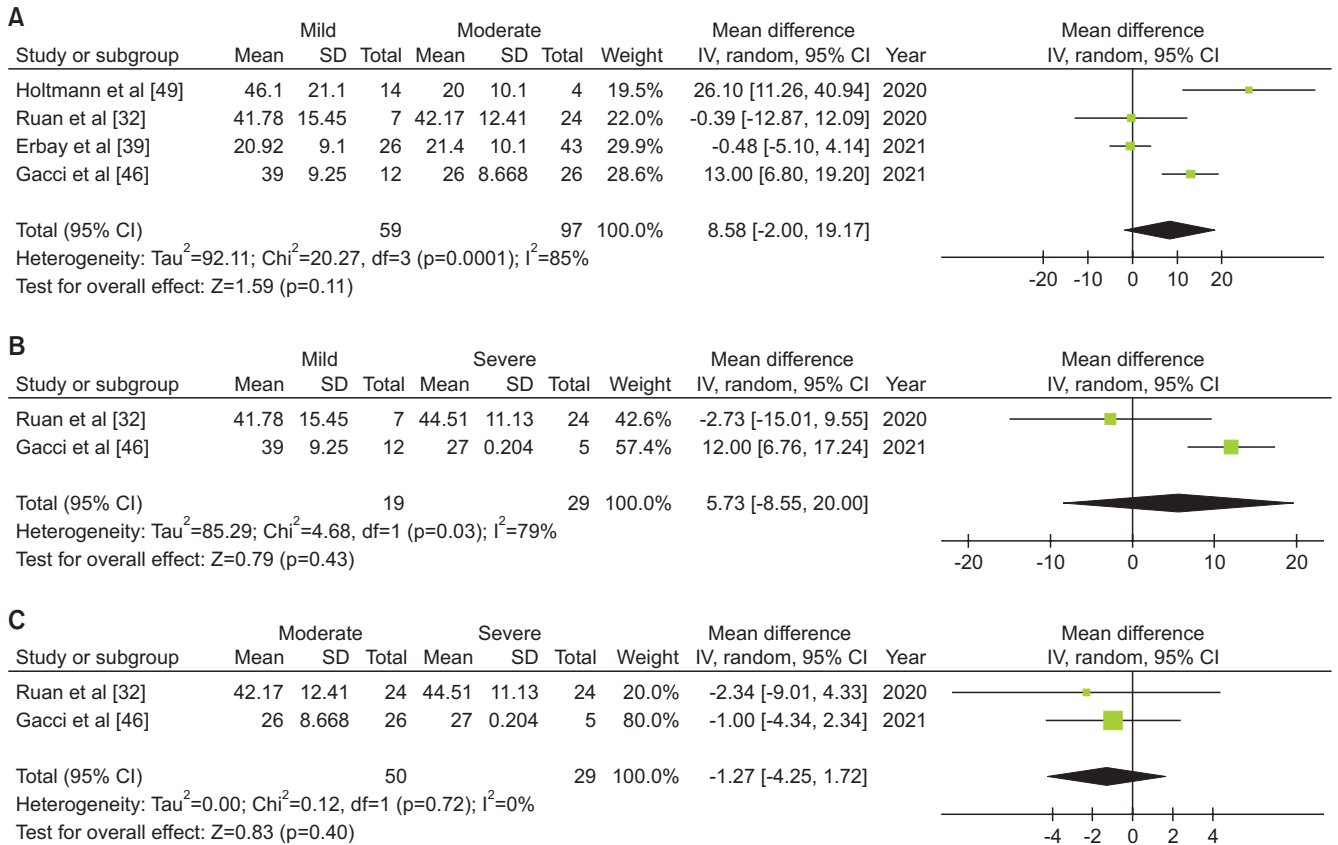 A
Mild Moderate Mean difference Mean difference
Study or subgroup Mean SD Total Mean SD Total Weight IV, random, 95% CI Year IV, random, 95% CI
Holtmann et al [49] 46.1 21.1 14 20 10.1 4 19.5% 26.10 [11.26, 40.94] 2020
Ruan et al [32] 41.78 15.45 7 42.17 12.41 24 22.0% -0.39 [-12.87, 12.09] 2020
Erbay et al [39] 20.92 9.1 26 21.4 10.1 43 29.9% -0.48 [-5.10, 4.14] 2021
Gacci et al [46] 39 9.25 12 26 8.668 26 28.6% 13.00 [6.80, 19.20] 2021
Total (95% CI) 59 97 100.0% 8.58 [-2.00, 19.17]
Heterogeneity: Tau²=92.11; Chi²=20.27, df=3 (p=0.0001); I²=85%
Test for overall effect: Z=1.59 (p=0.11)
-20 -10 0 10 20
B
Mild Severe Mean difference Mean difference
Study or subgroup Mean SD Total Mean SD Total Weight IV, random, 95% CI Year IV, random, 95% CI
Ruan et al [32] 41.78 15.45 7 44.51 11.13 24 42.6% -2.73 [-15.01, 9.55] 2020
Gacci et al [46] 39 9.25 12 27 0.204 5 57.4% 12.00 [6.76, 17.24] 2021
Total (95% CI) 19 29 100.0% 5.73 [-8.55, 20.00]
Heterogeneity: Tau²=85.29; Chi²=4.68, df=1 (p=0.03); I²=79%
Test for overall effect: Z=0.79 (p=0.43)
-20 -10 0 10 20
C
Moderate Severe Mean difference Mean difference
Study or subgroup Mean SD Total Mean SD Total Weight IV, random, 95% CI Year IV, random, 95% CI
Ruan et al [32] 42.17 12.41 24 44.51 11.13 24 20.0% -2.34 [-9.01, 4.33] 2020
Gacci et al [46] 26 8.668 26 27 0.204 5 80.0% -1.00 [-4.34, 2.34] 2021
Total (95% CI) 50 29 100.0% -1.27 [-4.25, 1.72]
Heterogeneity: Tau²=0.00; Chi²=0.12, df=1 (p=0.72); I²=0%
Test for overall effect: Z=0.83 (p=0.40)
-4 -2 0 2 4